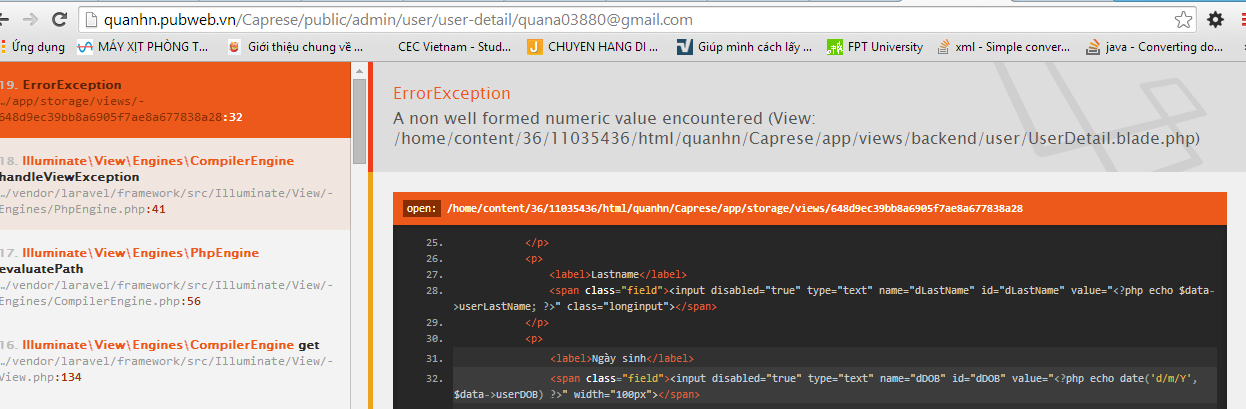 quanhn.pubweb.vn/Caprese/public/admin/user/user-detail/quana03880@gmail.com
Ứng dụng MÁY XỊT PHÒNG T... Giới thiệu chung về ... CEC Vietnam - Stud... CHUYEN HANG DI ... Giúp mình cách lấy ... FPT University xml - Simple conver... java - Converting do...
19. ErrorException
…/app/storage/views/-
648d9ec39bb8a6905f7ae8a677838a28:32
18. Illuminate\View\Engines\CompilerEngine
handleViewException
…/vendor/laravel/framework/src/Illuminate/View/-
Engines/PhpEngine.php:41
17. Illuminate\View\Engines\PhpEngine
evaluatePath
…/vendor/laravel/framework/src/Illuminate/View/-
Engines/CompilerEngine.php:56
16. Illuminate\View\Engines\CompilerEngine get
…/vendor/laravel/framework/src/Illuminate/View/-
View.php:134
ErrorException
A non well formed numeric value encountered (View:
/home/content/36/11035436/html/quanhn/Caprese/app/views/backend/user/UserDetail.blade.php)
open: /home/content/36/11035436/html/quanhn/Caprese/app/storage/views/648d9ec39bb8a6905f7ae8a677838a28
25. </p>
26. <p>
27. <label>Lastname</label>
28. <span class="field"><input disabled="true" type="text" name="dLastName" id="dLastName" value="<?php echo $data-
>userLastName; ?>" class="longinput"></span>
29. </p>
30. <p>
31. <label>Ngày sinh</label>
32. <span class="field"><input disabled="true" type="text" name="dDOB" id="dDOB" value="<?php echo date('d/m/Y',
$data->userDOB) ?>" width="100px"></span>